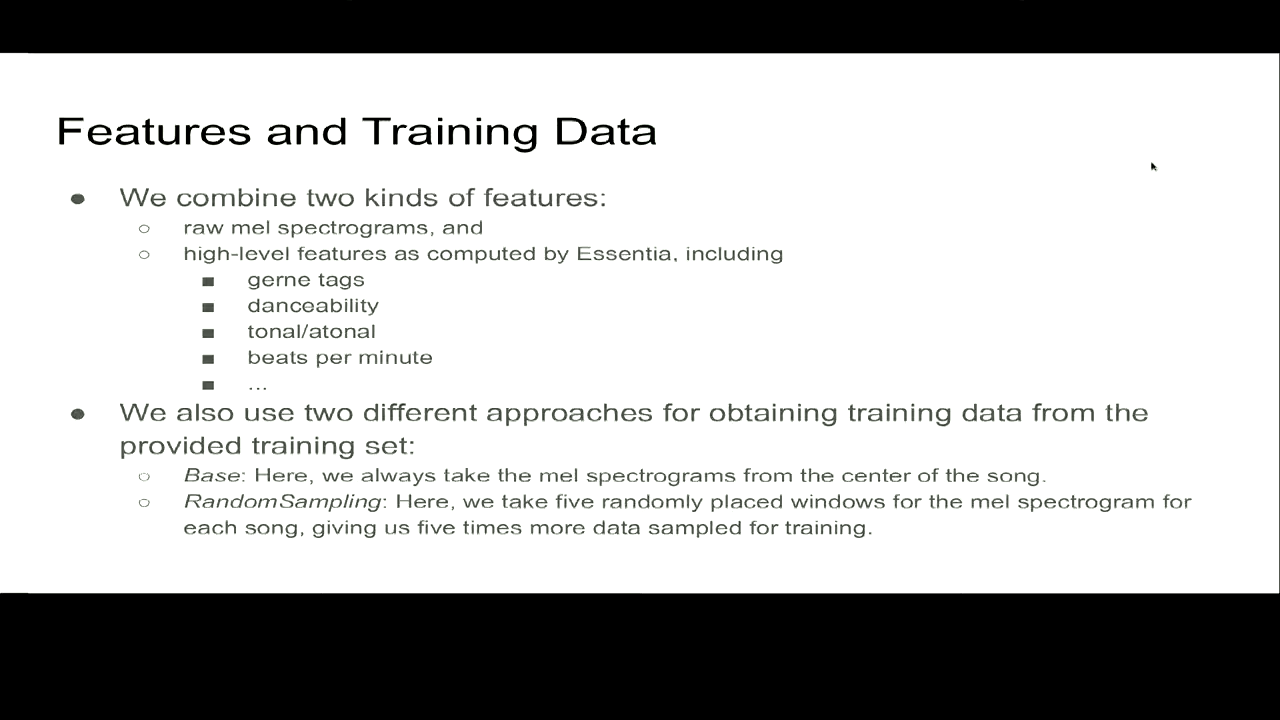 Features and Training Data
● We combine two kinds of features:
○ raw mel spectrograms, and
○ high-level features as computed by Essentia, including
■ gerne tags
■ danceability
■ tonal/atonal
■ beats per minute
■ ...
● We also use two different approaches for obtaining training data from the
provided training set:
○ Base: Here, we always take the mel spectrograms from the center of the song.
○ RandomSampling: Here, we take five randomly placed windows for the mel spectrogram for
each song, giving us five times more data sampled for training.